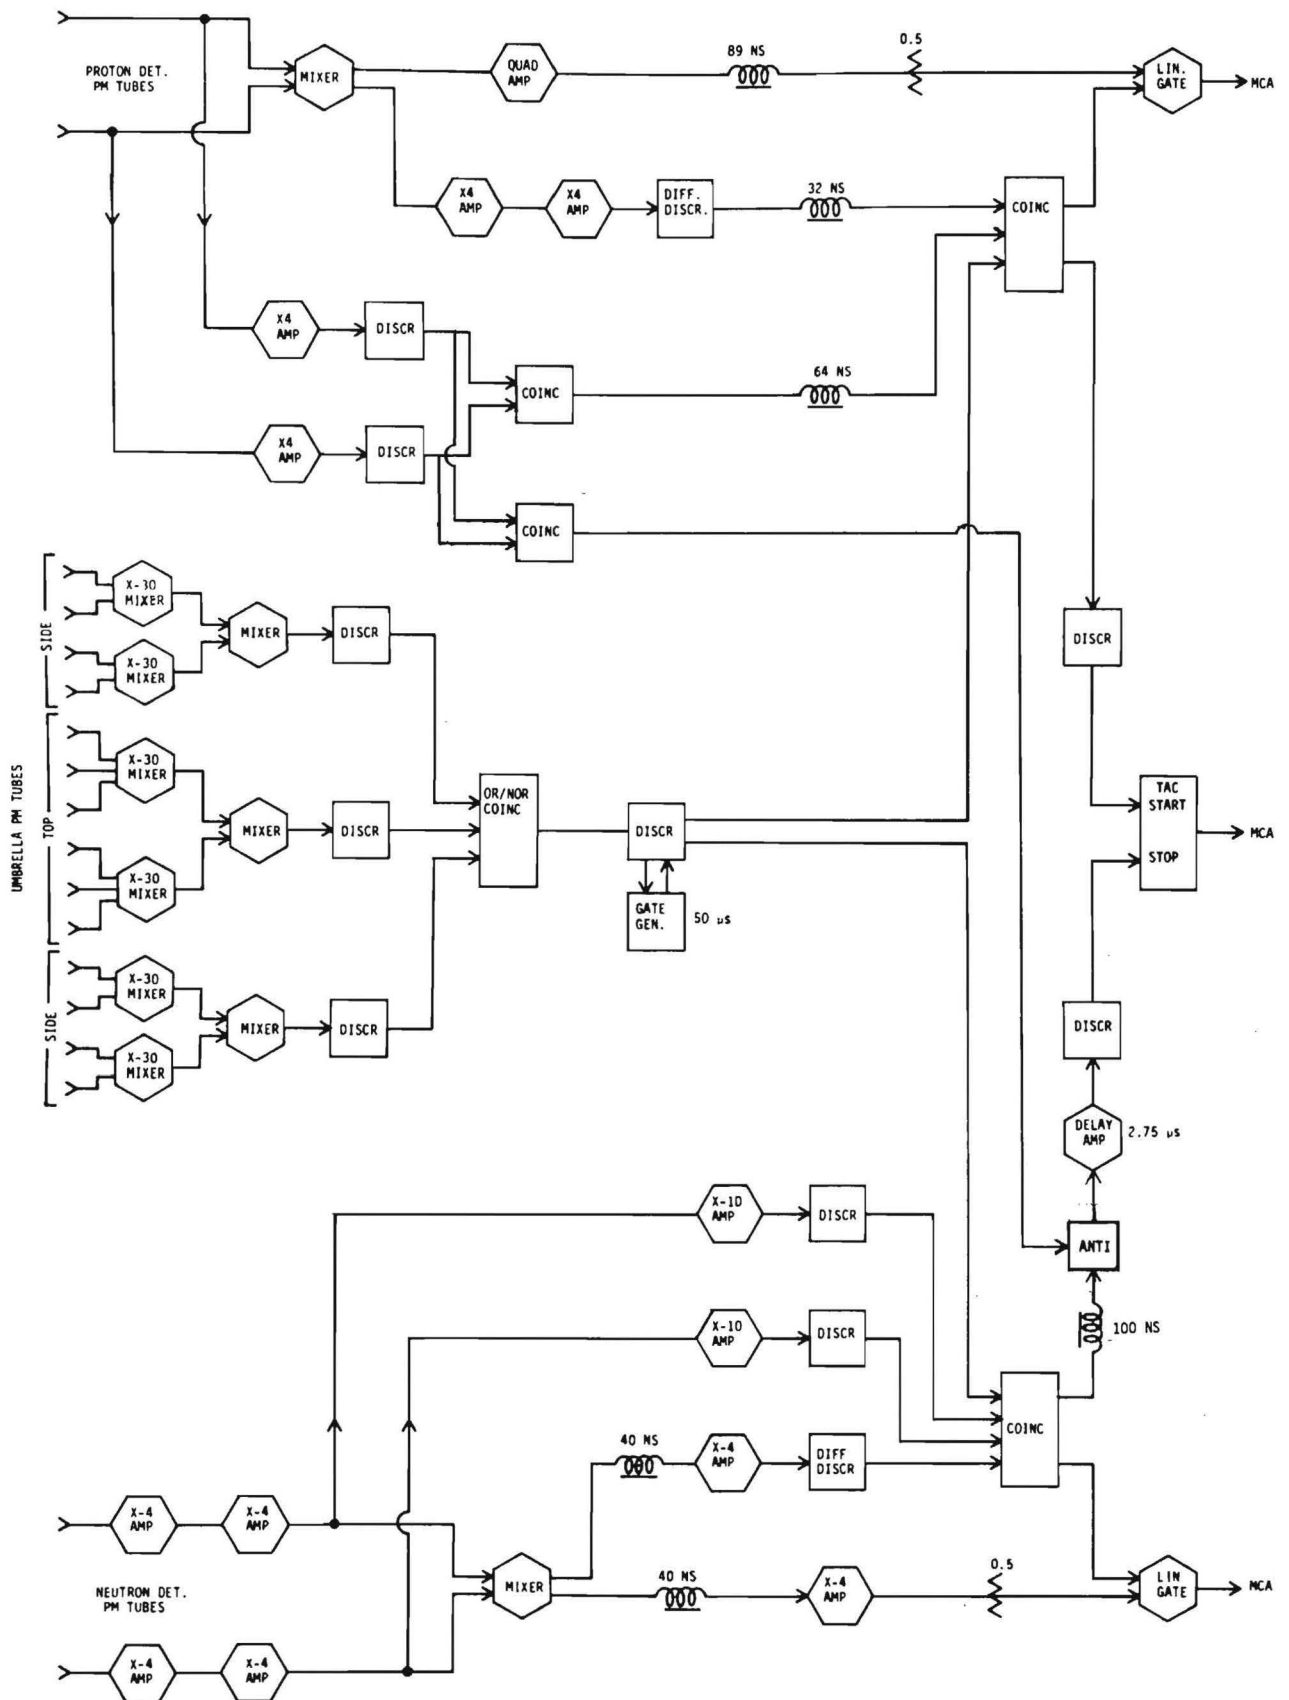 PROTON DET.
PM TUBES
MIXER
QUAD
AMP
89 NS
0.5
LIN.
GATE
MCA
X4
AMP
X4
AMP
DIFF.
DISCR.
32 NS
COINC
X4
AMP
DISCR
COINC
64 NS
X4
AMP
DISCR
COINC
UMBRELLA PM TUBES
SIDE
X-30
MIXER
X-30
MIXER
MIXER
DISCR
TOP
X-30
MIXER
X-30
MIXER
MIXER
DISCR
SIDE
X-30
MIXER
X-30
MIXER
MIXER
DISCR
OR/NOR
COINC
DISCR
GATE
GEN.
50 μs
DISCR
TAC
START
STOP
MCA
DISCR
DELAY
AMP
2.75 μs
ANTI
100 NS
X-10
AMP
DISCR
X-10
AMP
DISCR
40 NS
X-4
AMP
DIFF
DISCR
COINC
X-4
AMP
X-4
AMP
NEUTRON DET.
PM TUBES
X-4
AMP
X-4
AMP
MIXER
40 NS
X-4
AMP
0.5
LIN
GATE
MCA